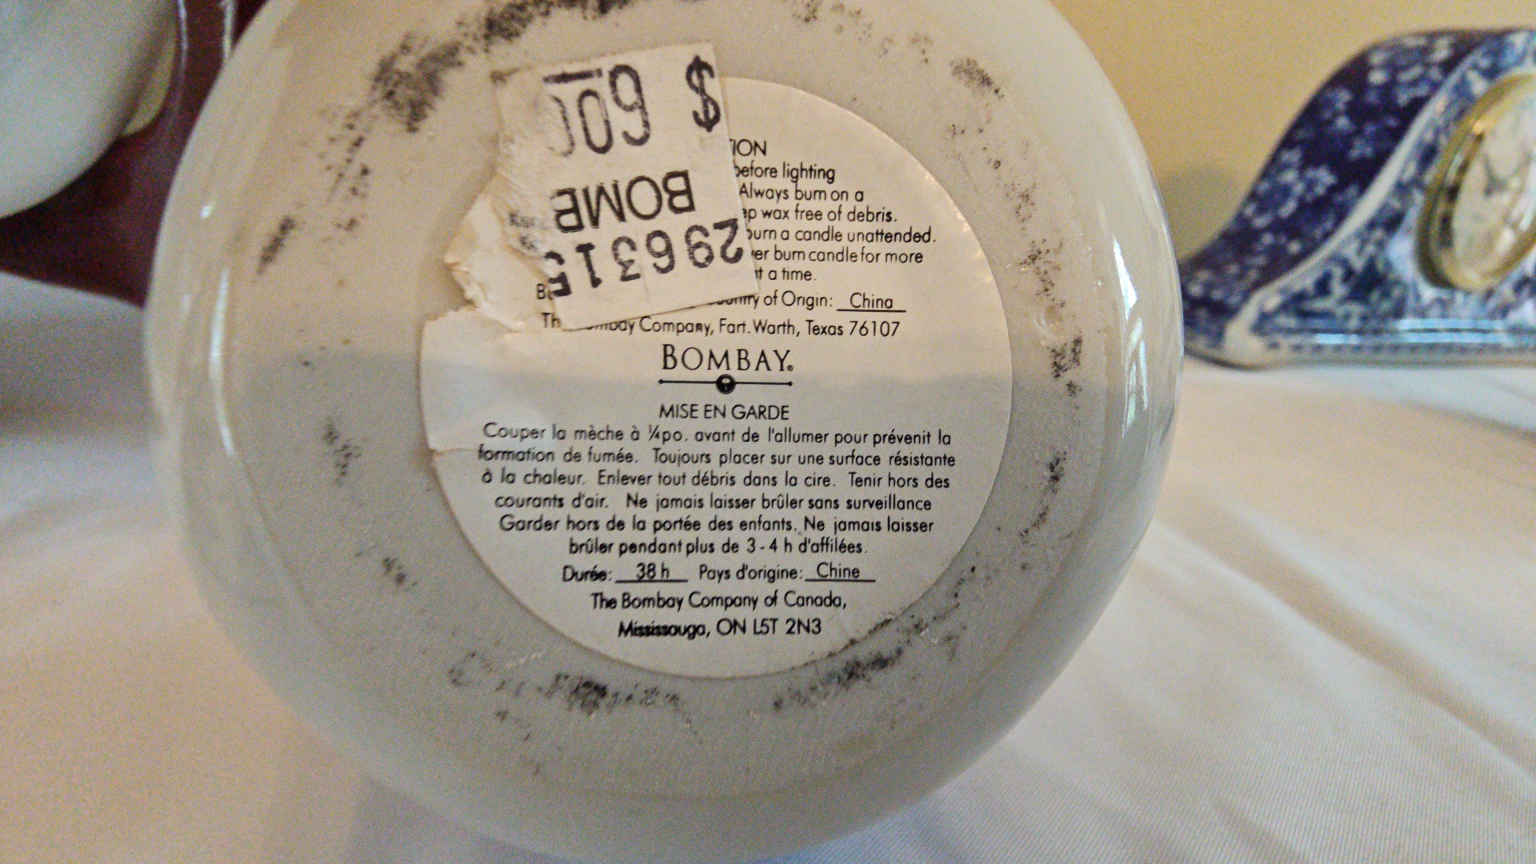 $ 600
BOMB
296315
before lighting
Always burn on a
wax free of debris.
burn a candle unattended.
burn candle for more
a time.
of Origin: China
Company, Fort. Worth, Texas 76107
BOMBAY®
MISE EN GARDE
Couper la mèche à ¼po. avant de l'allumer pour prévenit la
formation de fumée. Toujours placer sur une surface résistante
à la chaleur. Enlever tout débris dans la cire. Tenir hors des
courants d'air. Ne jamais laisser brûler sans surveillance
Garder hors de la portée des enfants. Ne jamais laisser
brûler pendant plus de 3 - 4 h d'affilées.
Durée: 38 h Pays d'origine: Chine
The Bombay Company of Canada,
Mississauga, ON L5T 2N3